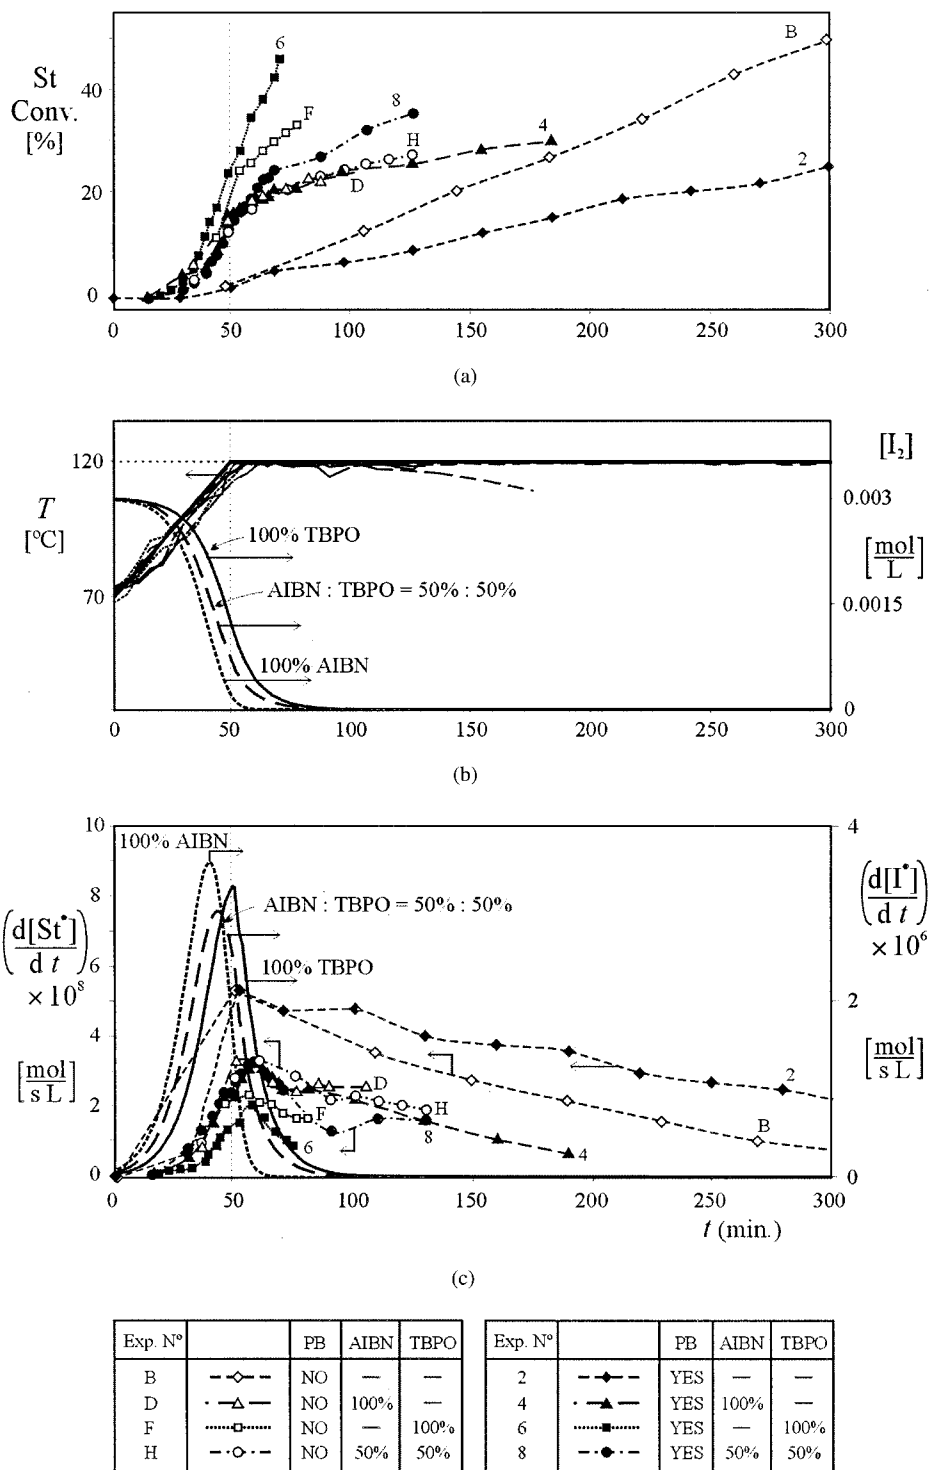 St
Conv.
[%]
40
20
0
6
F
8
H
D
4
B
2
0 50 100 150 200 250 300
(a)
120
T
[ºC]
70
[I₂]
0.003
[mol/L]
0.0015
0
100% TBPO
AIBN : TBPO = 50% : 50%
100% AIBN
0 50 100 150 200 250 300
(b)
10
8
6
4
2
0
(d[St•]/d t) × 10⁸
[mol/s L]
100% AIBN
AIBN : TBPO = 50% : 50%
100% TBPO
2
B
D
H
F
6
8
4
4
2
0
(d[I•]/d t) × 10⁶
[mol/s L]
0 50 100 150 200 250 300
t (min.)
(c)
Exp. Nº PB AIBN TBPO
B NO — —
D NO 100% —
F NO — 100%
H NO 50% 50%
Exp. Nº PB AIBN TBPO
2 YES — —
4 YES 100% —
6 YES — 100%
8 YES 50% 50%